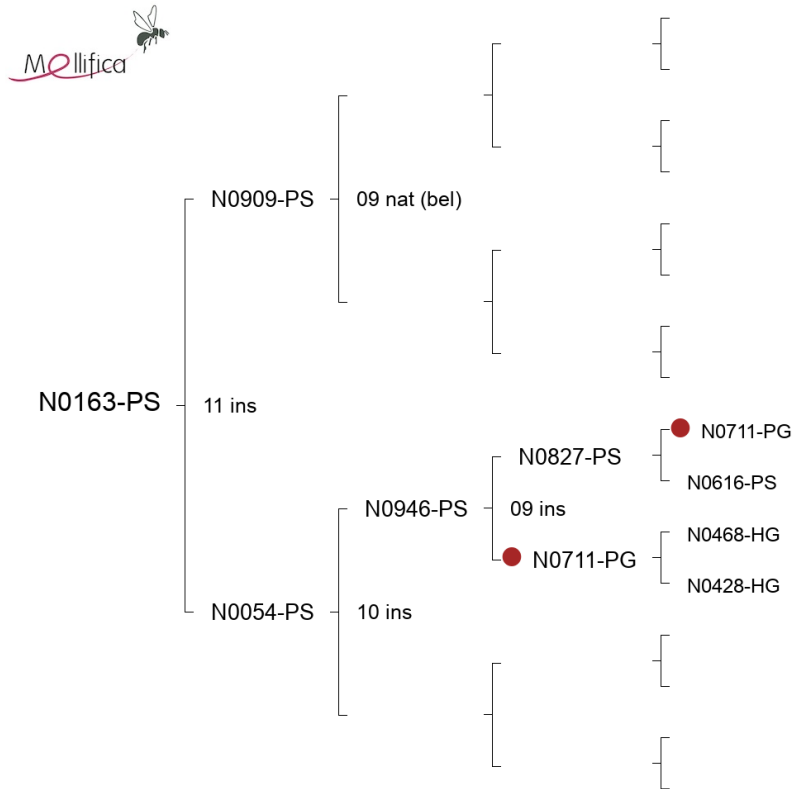 Mellifica
N0909-PS
09 nat (bel)
N0163-PS
11 ins
N0711-PG
N0827-PS
N0616-PS
N0946-PS
09 ins
N0468-HG
N0711-PG
N0428-HG
N0054-PS
10 ins